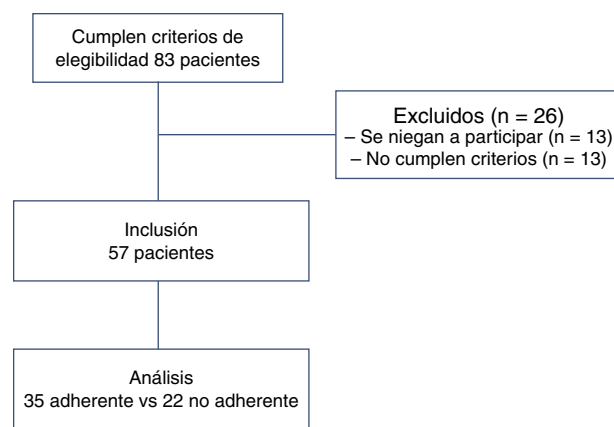 Cumplen criterios de
elegibilidad 83 pacientes
Excluidos (n = 26)
– Se niegan a participar (n = 13)
– No cumplen criterios (n = 13)
Inclusión
57 pacientes
Análisis
35 adherente vs 22 no adherente